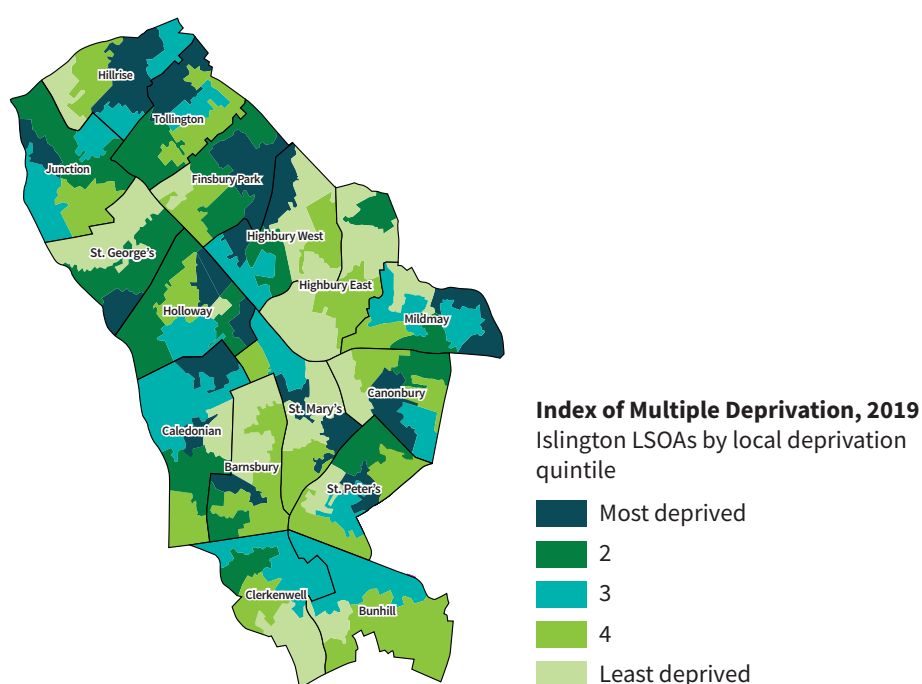 Hillrise
Tollington
Junction
Finsbury Park
Highbury West
St. George's
Highbury East
Holloway
Mildmay
Canonbury
St. Mary's
Caledonian
Barnsbury
St. Peter's
Clerkenwell
Bunhill
Index of Multiple Deprivation, 2019
Islington LSOAs by local deprivation
quintile
Most deprived
2
3
4
Least deprived